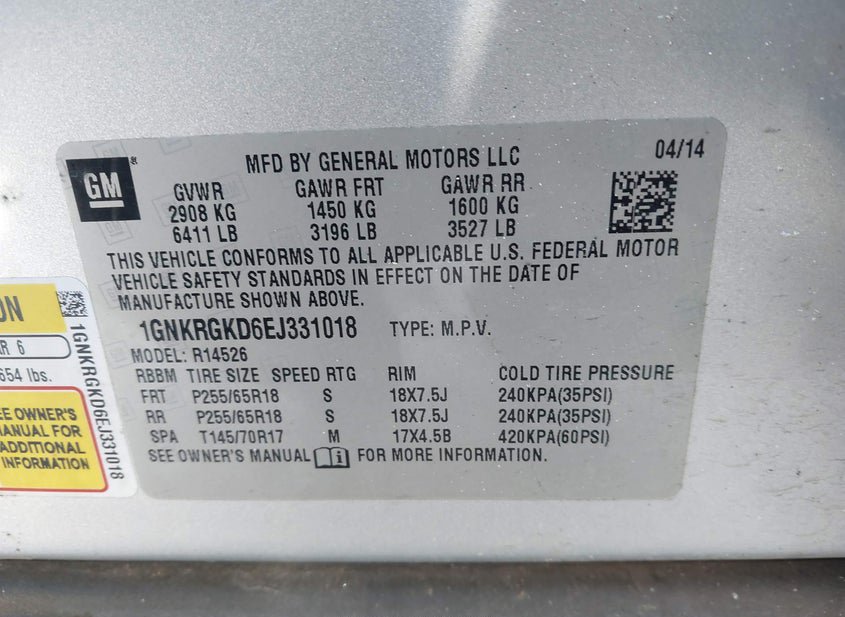 GM
MFD BY GENERAL MOTORS LLC 04/14
GVWR GAWR FRT GAWR RR
2908 KG 1450 KG 1600 KG
6411 LB 3196 LB 3527 LB
THIS VEHICLE CONFORMS TO ALL APPLICABLE U.S. FEDERAL MOTOR
VEHICLE SAFETY STANDARDS IN EFFECT ON THE DATE OF
MANUFACTURE SHOWN ABOVE.
1GNKRGKD6EJ331018 TYPE: M.P.V.
MODEL: R14526
RBBM TIRE SIZE SPEED RTG RIM COLD TIRE PRESSURE
FRT P255/65R18 S 18X7.5J 240KPA(35PSI)
RR P255/65R18 S 18X7.5J 240KPA(35PSI)
SPA T145/70R17 M 17X4.5B 420KPA(60PSI)
SEE OWNER'S MANUAL FOR MORE INFORMATION.
ON
R 6
654 lbs.
EE OWNER'S
MANUAL FOR
ADDITIONAL
INFORMATION
1GNKRGKD6EJ331018